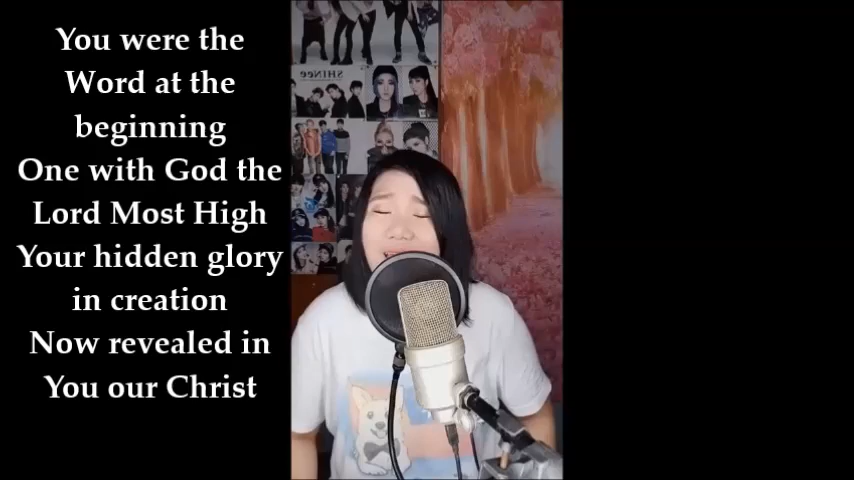 You were the
Word at the
beginning
One with God the
Lord Most High
Your hidden glory
in creation
Now revealed in
You our Christ
SHINee